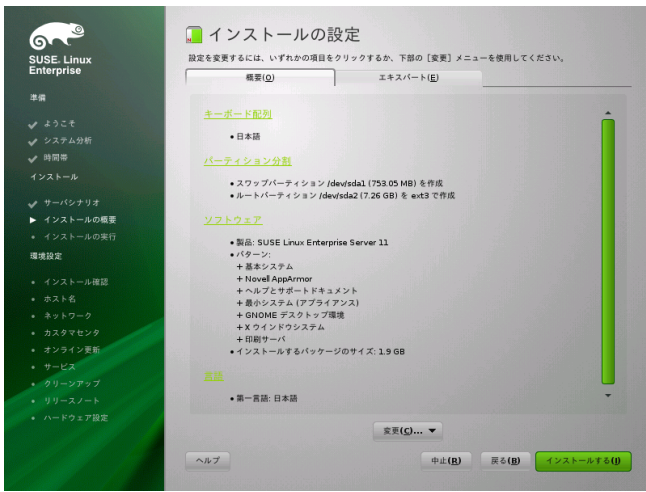 SUSE. Linux
Enterprise
準備
ようこそ
システム分析
時間帯
インストール
サーバシナリオ
インストールの概要
インストールの実行
環境設定
インストール確認
ホスト名
ネットワーク
カスタマセンタ
オンライン更新
サービス
クリーンアップ
リリースノート
ハードウェア設定
インストールの設定
設定を変更するには、いずれかの項目をクリックするか、下部の［変更］メニューを使用してください。
概要(O) エキスパート(E)
キーボード配列
• 日本語
パーティション分割
• スワップパーティション /dev/sda1 (753.05 MB) を作成
• ルートパーティション /dev/sda2 (7.26 GB) を ext3 で作成
ソフトウェア
• 製品: SUSE Linux Enterprise Server 11
• パターン:
+ 基本システム
+ Novell AppArmor
+ ヘルプとサポートドキュメント
+ 最小システム (アプライアンス)
+ GNOME デスクトップ環境
+ X ウインドウシステム
+ 印刷サーバ
• インストールするパッケージのサイズ: 1.9 GB
言語
• 第一言語: 日本語
変更(C)...
ヘルプ 中止(R) 戻る(B) インストールする(I)